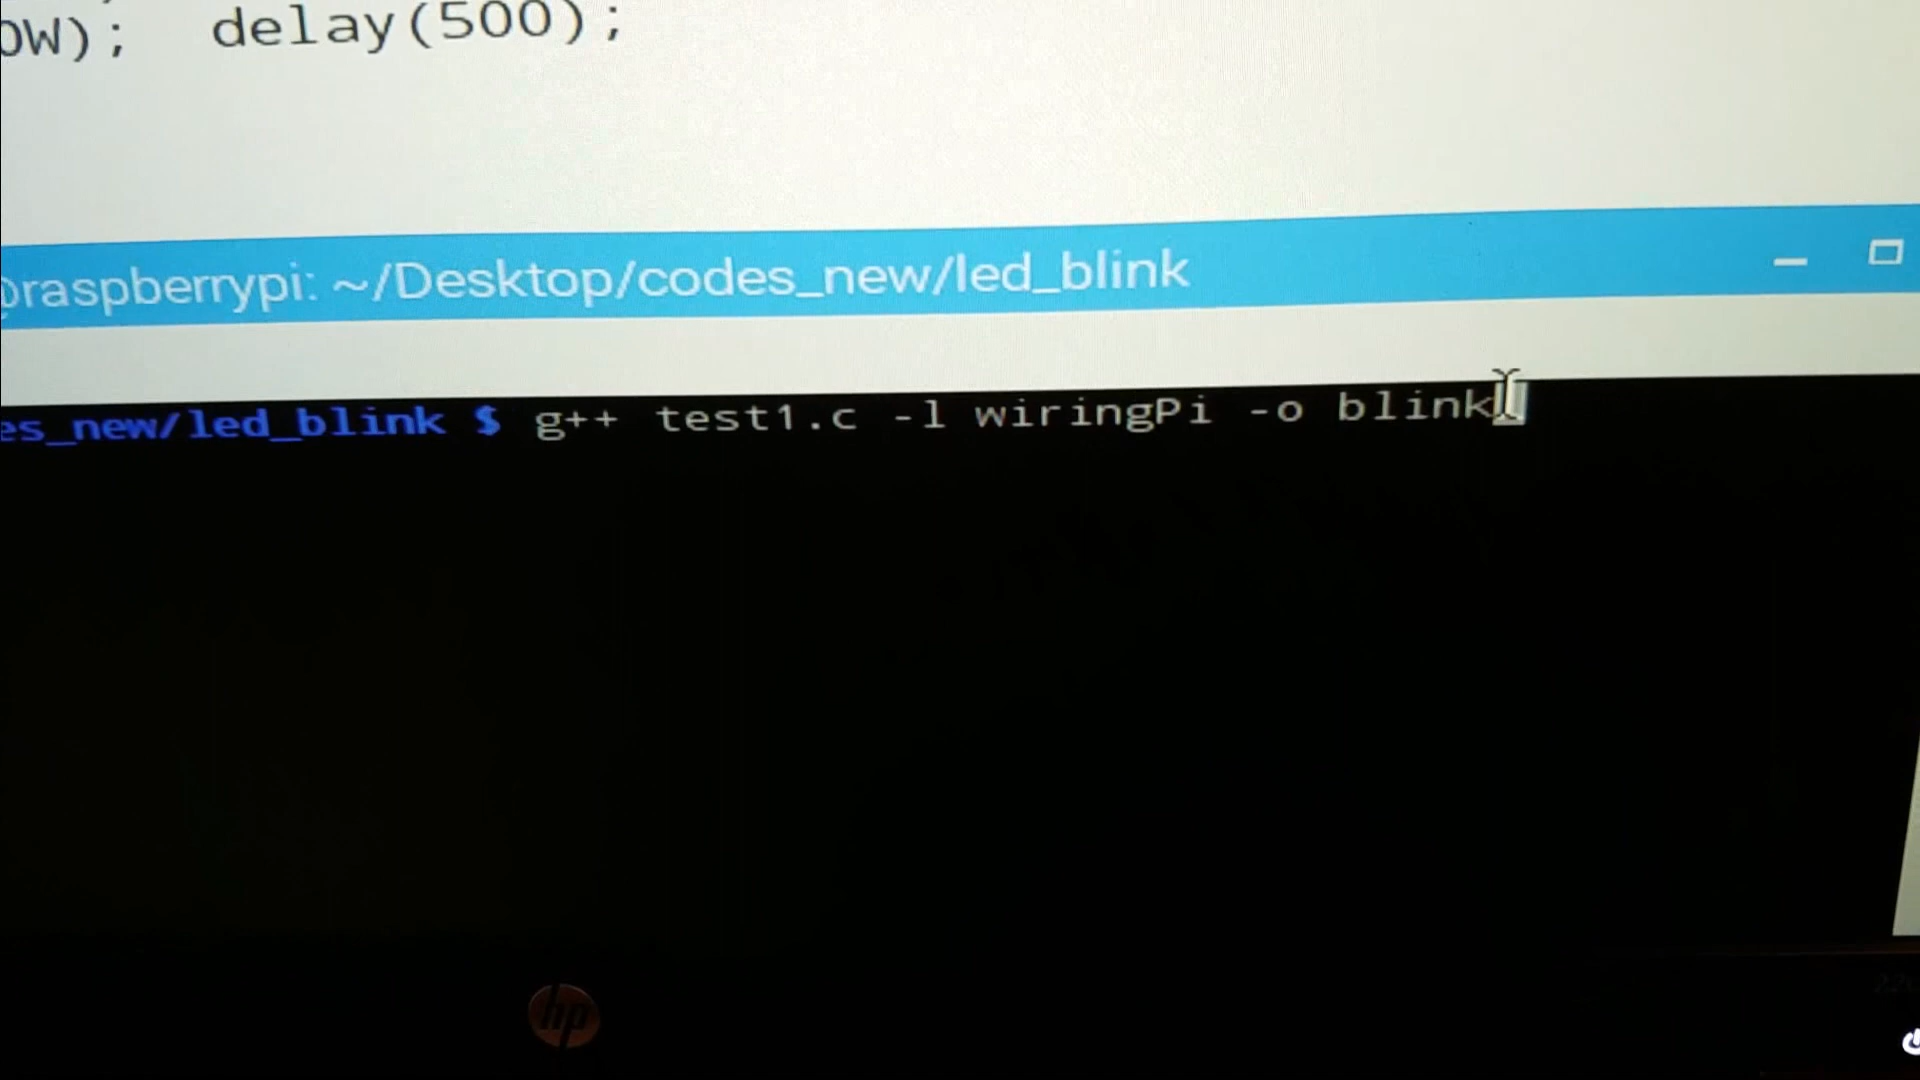 OW); delay(500);
@raspberrypi: ~/Desktop/codes_new/led_blink
es_new/led_blink $ g++ test1.c -l wiringPi -o blink
hp